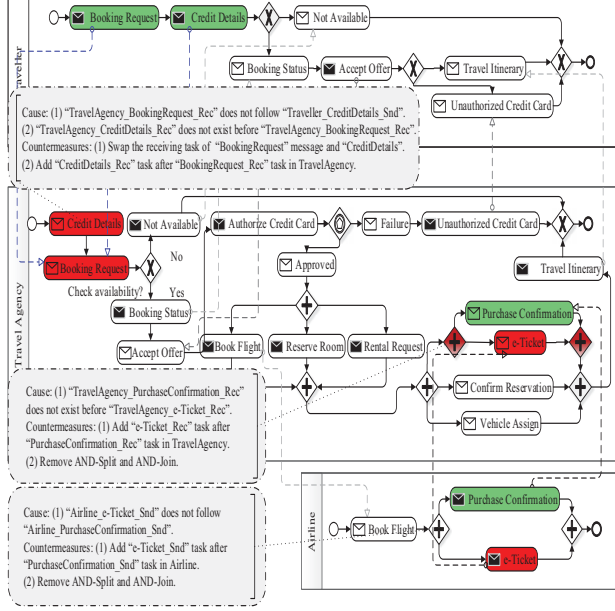 Traveller
Booking Request
Credit Details
X
Not Available
Booking Status
Accept Offer
X
Travel Itinerary
X
Unauthorized Credit Card
Cause: (1) “TravelAgency_BookingRequest_Rec” does not follow “Traveller_CreditDetails_Snd”.
(2) “TravelAgency_CreditDetails_Rec” does not exist before “TravelAgency_BookingRequest_Rec”.
Countermeasures: (1) Swap the receiving task of “BookingRequest” message and “CreditDetails”.
(2) Add “CreditDetails_Rec” task after “BookingRequest_Rec” task in TravelAgency.
Travel Agency
Credit Details
Not Available
Authorize Credit Card
Failure
Unauthorized Credit Card
X
Booking Request
X
No
Approved
Travel Itinerary
Check availability?
Yes
Booking Status
Purchase Confirmation
Accept Offer
Book Flight
Reserve Room
Rental Request
e-Ticket
Confirm Reservation
Vehicle Assign
Cause: (1) “TravelAgency_PurchaseConfirmation_Rec”
does not exist before “TravelAgency_e-Ticket_Rec”.
Countermeasures: (1) Add “e-Ticket_Rec” task after
“PurchaseConfirmation_Rec” task in TravelAgency.
(2) Remove AND-Split and AND-Join.
Cause: (1) “Airline_e-Ticket_Snd” does not follow
“Airline_PurchaseConfirmation_Snd”.
Countermeasures: (1) Add “e-Ticket_Snd” task after
“PurchaseConfirmation_Snd” task in Airline.
(2) Remove AND-Split and AND-Join.
Airline
Book Flight
Purchase Confirmation
e-Ticket